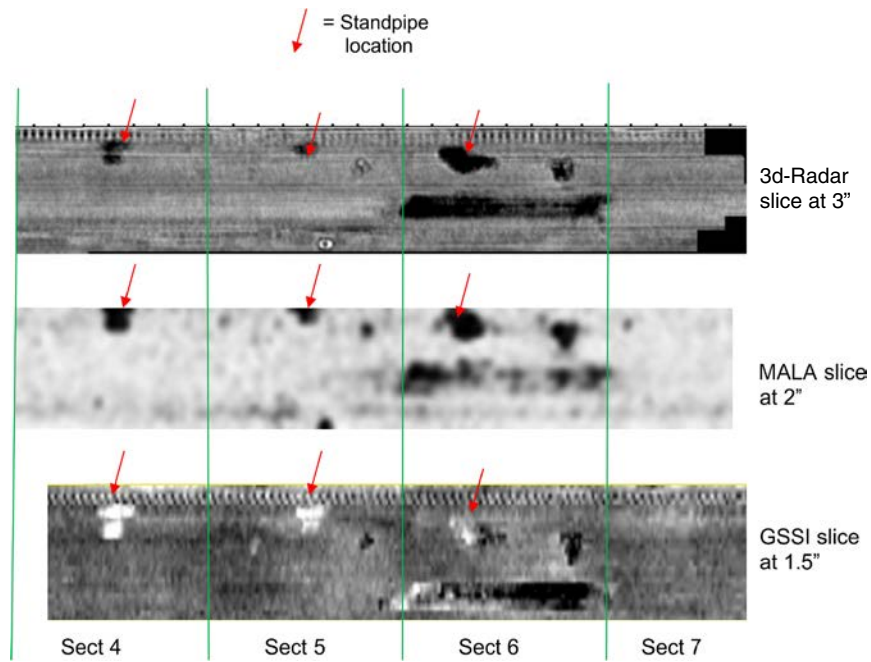 = Standpipe
location
3d-Radar
slice at 3”
MALA slice
at 2”
GSSI slice
at 1.5”
Sect 4
Sect 5
Sect 6
Sect 7